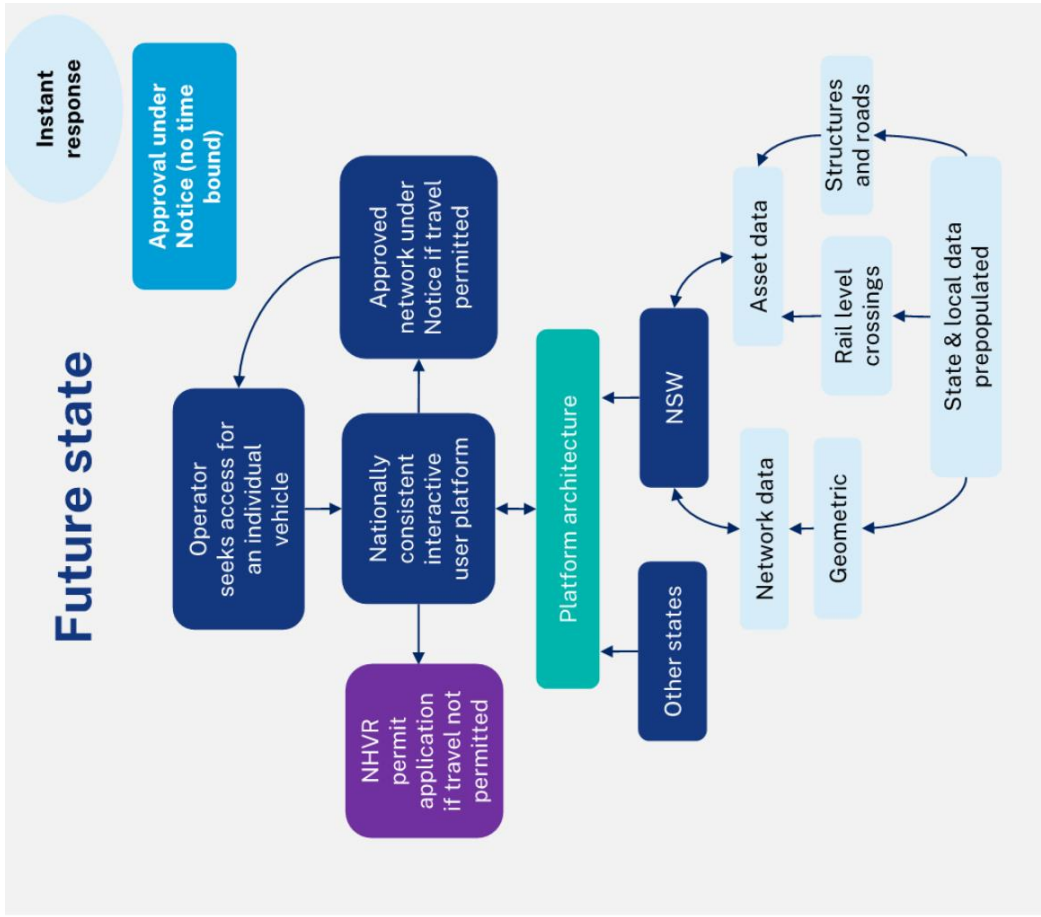 Future state
Instant
response
Approval under
Notice (no time
bound)
Operator
seeks access for
an individual
vehicle
NHVR
permit
application
if travel not
permitted
Nationally
consistent
interactive
user platform
Approved
network under
Notice if travel
permitted
Platform architecture
Other states
NSW
Network data
Asset data
Geometric
Rail level
crossings
Structures
and roads
State & local data
prepopulated